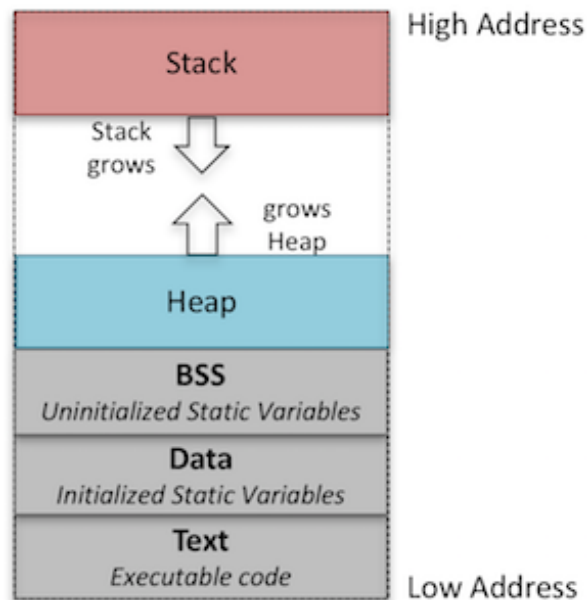 High Address
Stack
Stack
grows
grows
Heap
Heap
BSS
Uninitialized Static Variables
Data
Initialized Static Variables
Text
Executable code
Low Address